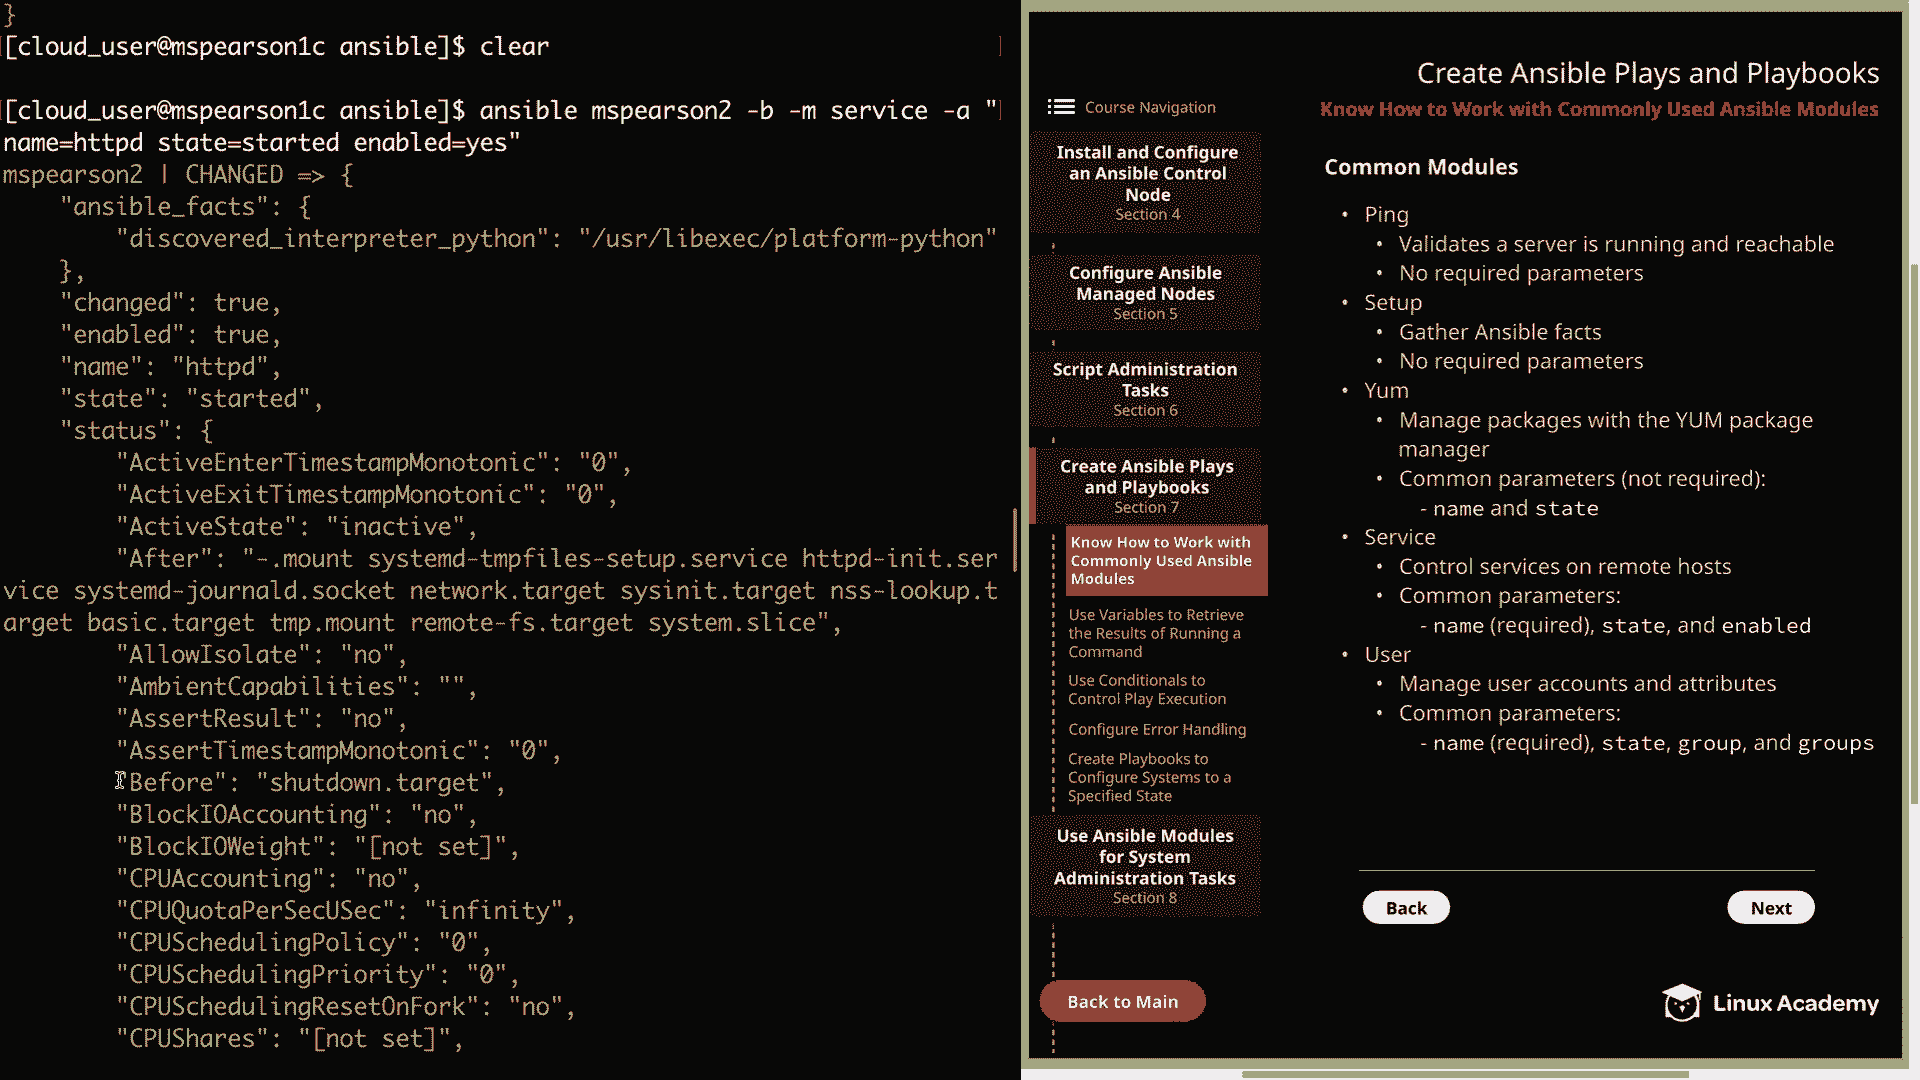 }
[cloud_user@mspearson1c ansible]$ clear
[cloud_user@mspearson1c ansible]$ ansible mspearson2 -b -m service -a "
name=httpd state=started enabled=yes"
mspearson2 | CHANGED => {
"ansible_facts": {
"discovered_interpreter_python": "/usr/libexec/platform-python"
},
"changed": true,
"enabled": true,
"name": "httpd",
"state": "started",
"status": {
"ActiveEnterTimestampMonotonic": "0",
"ActiveExitTimestampMonotonic": "0",
"ActiveState": "inactive",
"After": "-.mount systemd-tmpfiles-setup.service httpd-init.ser
vice systemd-journald.socket network.target sysinit.target nss-lookup.t
arget basic.target tmp.mount remote-fs.target system.slice",
"AllowIsolate": "no",
"AmbientCapabilities": "",
"AssertResult": "no",
"AssertTimestampMonotonic": "0",
"Before": "shutdown.target",
"BlockIOAccounting": "no",
"BlockIOWeight": "[not set]",
"CPUAccounting": "no",
"CPUQuotaPerSecUSec": "infinity",
"CPUSchedulingPolicy": "0",
"CPUSchedulingPriority": "0",
"CPUSchedulingResetOnFork": "no",
"CPUShares": "[not set]",
Course Navigation
Install and Configure
an Ansible Control
Node
Section 4
Configure Ansible
Managed Nodes
Section 5
Script Administration
Tasks
Section 6
Create Ansible Plays
and Playbooks
Section 7
Know How to Work with
Commonly Used Ansible
Modules
Use Variables to Retrieve
the Results of Running a
Command
Use Conditionals to
Control Play Execution
Configure Error Handling
Create Playbooks to
Configure Systems to a
Specified State
Use Ansible Modules
for System
Administration Tasks
Section 8
Back to Main
Create Ansible Plays and Playbooks
Know How to Work with Commonly Used Ansible Modules
Common Modules
• Ping
• Validates a server is running and reachable
• No required parameters
• Setup
• Gather Ansible facts
• No required parameters
• Yum
• Manage packages with the YUM package
manager
• Common parameters (not required):
- name and state
• Service
• Control services on remote hosts
• Common parameters:
- name (required), state, and enabled
• User
• Manage user accounts and attributes
• Common parameters:
- name (required), state, group, and groups
Back
Next
Linux Academy